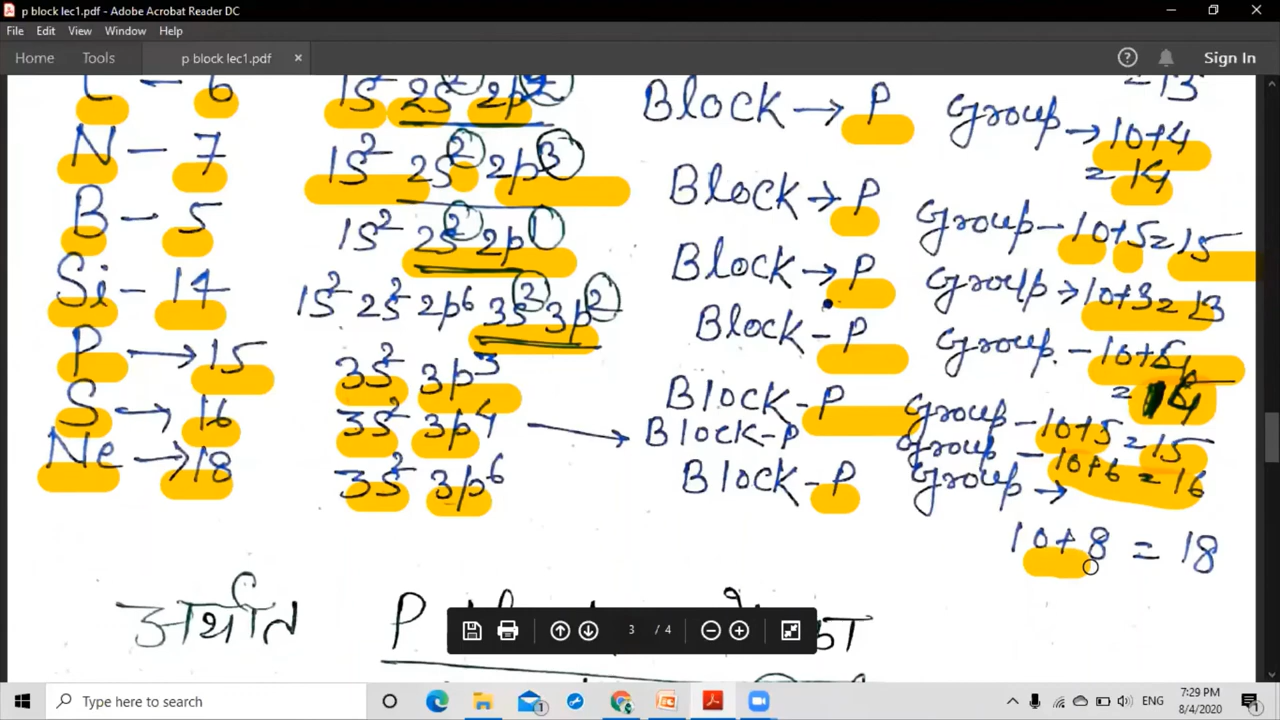 p block lec1.pdf - Adobe Acrobat Reader DC
File Edit View Window Help
Home Tools p block lec1.pdf × Sign In
C - 6 1S² 2S² 2p² Block → P Group → 10+4
= 13
= 14
N - 7 1S² 2S² 2p³ Block → P Group - 10+5=15
B - 5 1S² 2S² 2p¹ Block → P Group → 10+3=13
Si - 14 1S² 2S² 2p⁶ 3S² 3p² Block - P Group - 10+4
= 14
P → 15 3S² 3p³ Block - P Group - 10+5=15
S → 16 3S² 3p⁴ → Block - P Group - 10+6=16
Ne → 18 3S² 3p⁶ Block - P Group →
10+8 = 18
अर्थात P
3 / 4
Type here to search
ENG
7:29 PM
8/4/2020